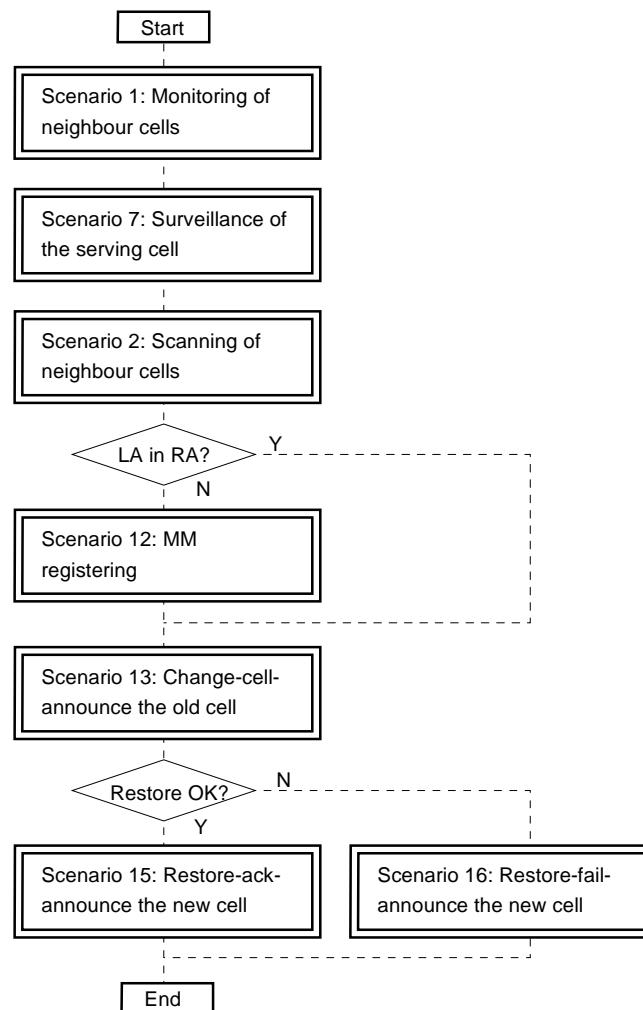 Start
Scenario 1: Monitoring of
neighbour cells
Scenario 7: Surveillance of
the serving cell
Scenario 2: Scanning of
neighbour cells
LA in RA?
Y
N
Scenario 12: MM
registering
Scenario 13: Change-cell-
announce the old cell
Restore OK?
N
Y
Scenario 15: Restore-ack-
announce the new cell
Scenario 16: Restore-fail-
announce the new cell
End